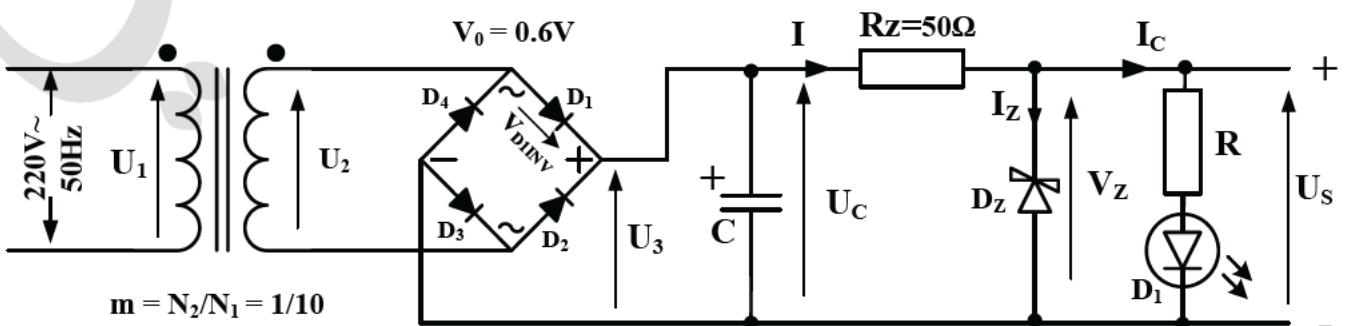 V₀ = 0.6V
220V~
50Hz
U₁
U₂
D₄
D₁
V_D1INV
~
−
+
D₃
D₂
~
U₃
m = N₂/N₁ = 1/10
+
C
U_C
I
Rz=50Ω
I_Z
D_Z
V_Z
I_C
R
D₁
U_S
+
-